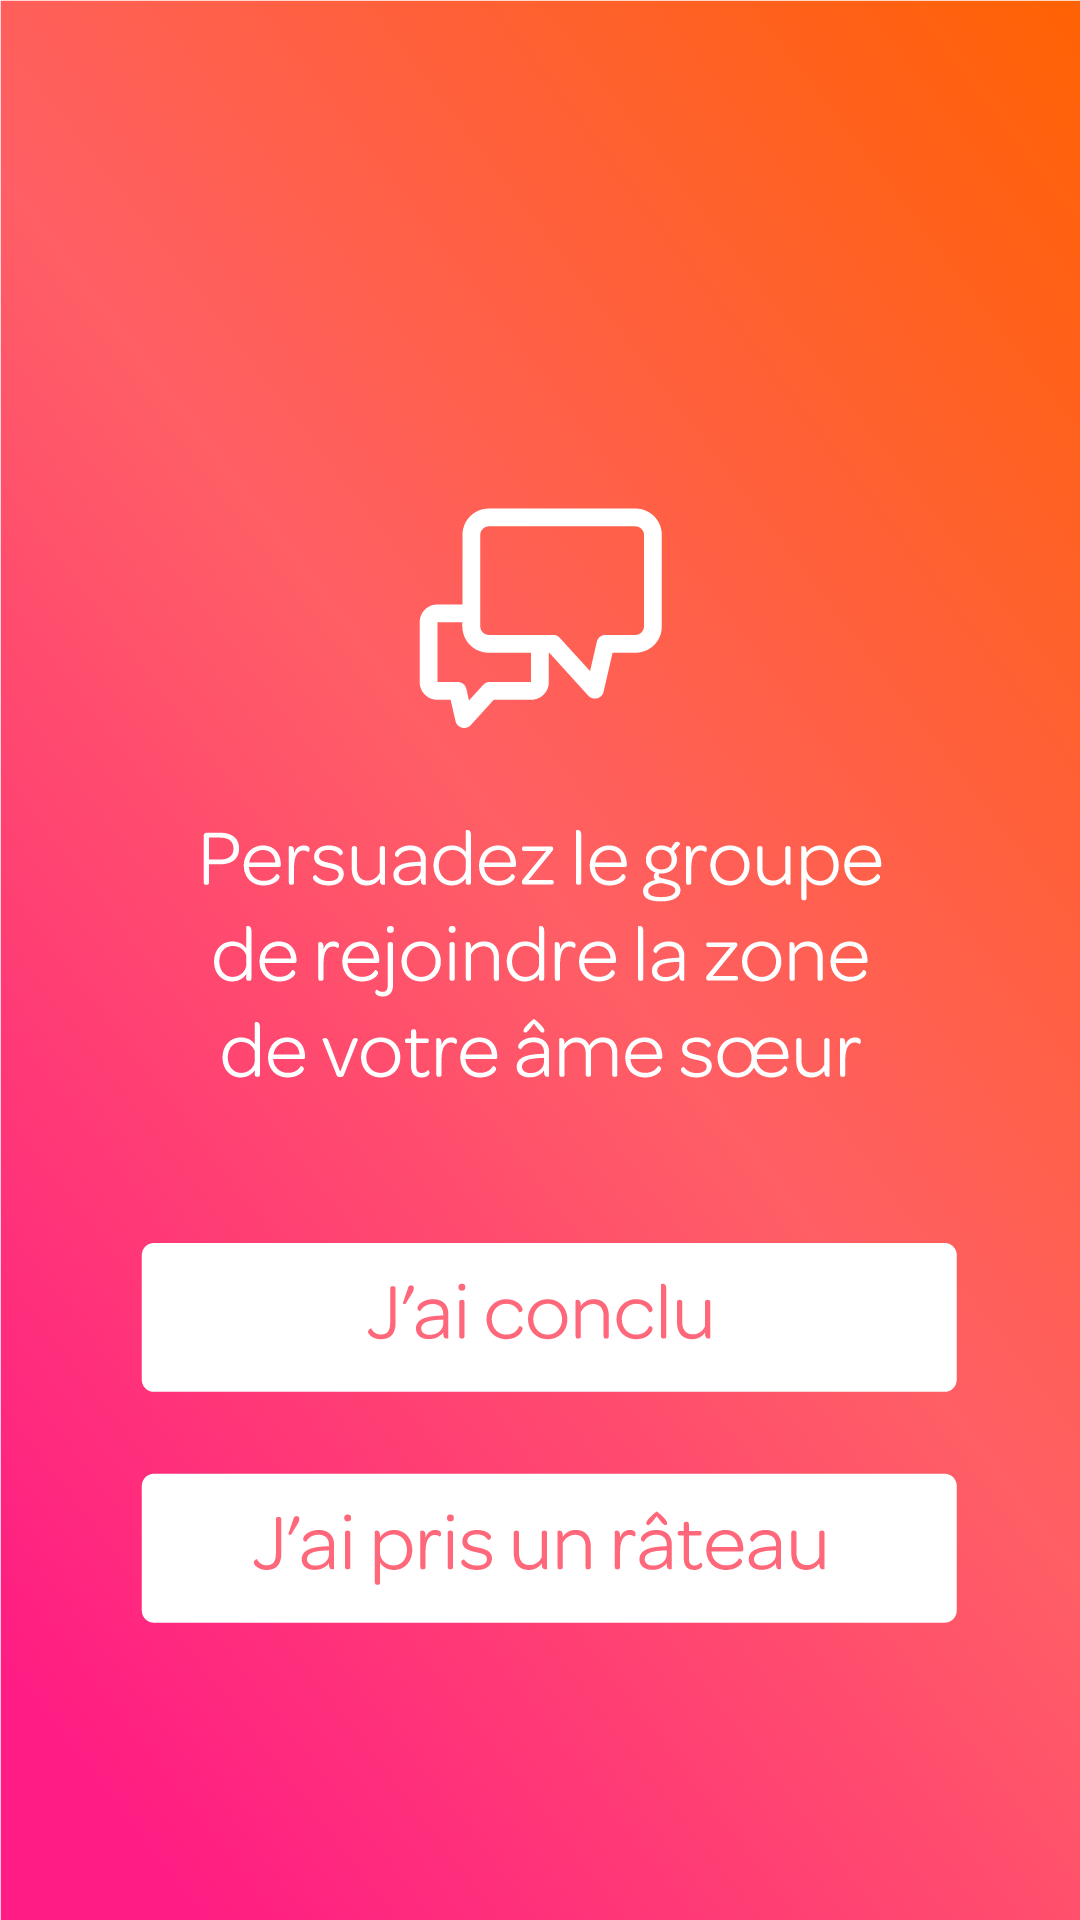 Persuadez le groupe
de rejoindre la zone
de votre âme sœur
J’ai conclu
J’ai pris un râteau